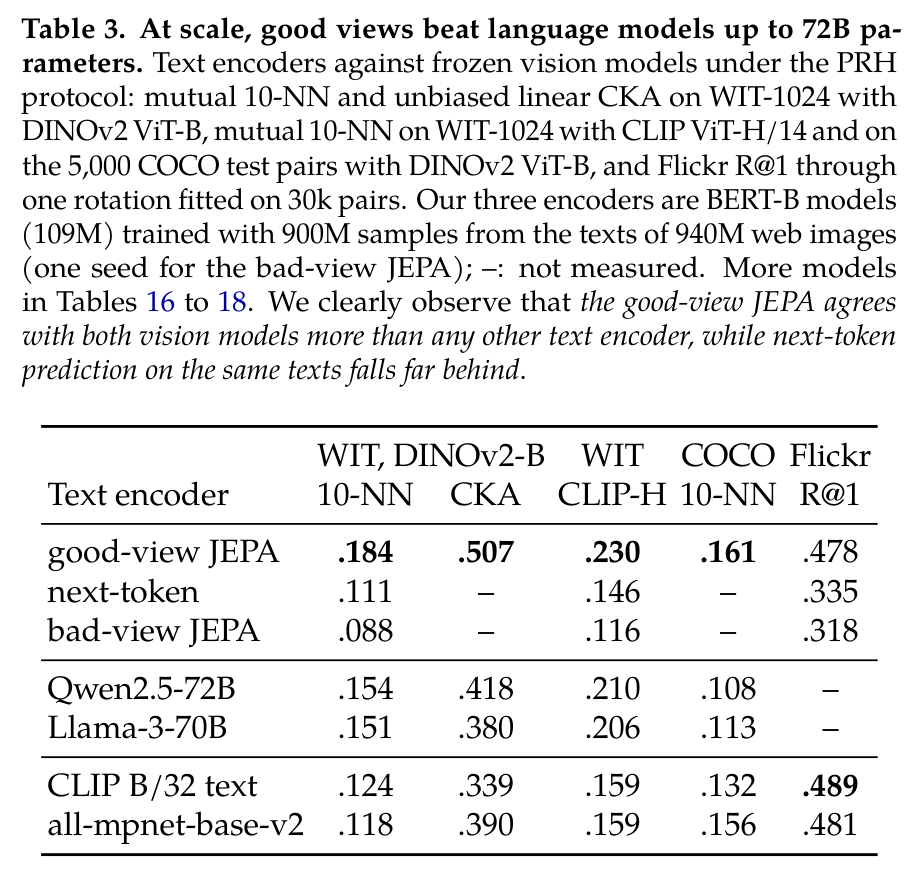 Table 3. At scale, good views beat language models up to 72B pa-
rameters. Text encoders against frozen vision models under the PRH
protocol: mutual 10-NN and unbiased linear CKA on WIT-1024 with
DINOv2 ViT-B, mutual 10-NN on WIT-1024 with CLIP ViT-H/14 and on
the 5,000 COCO test pairs with DINOv2 ViT-B, and Flickr R@1 through
one rotation fitted on 30k pairs. Our three encoders are BERT-B models
(109M) trained with 900M samples from the texts of 940M web images
(one seed for the bad-view JEPA); –: not measured. More models
in Tables 16 to 18. We clearly observe that the good-view JEPA agrees
with both vision models more than any other text encoder, while next-token
prediction on the same texts falls far behind.
WIT, DINOv2-B WIT COCO Flickr
Text encoder 10-NN CKA CLIP-H 10-NN R@1
good-view JEPA .184 .507 .230 .161 .478
next-token .111 – .146 – .335
bad-view JEPA .088 – .116 – .318
Qwen2.5-72B .154 .418 .210 .108 –
Llama-3-70B .151 .380 .206 .113 –
CLIP B/32 text .124 .339 .159 .132 .489
all-mpnet-base-v2 .118 .390 .159 .156 .481